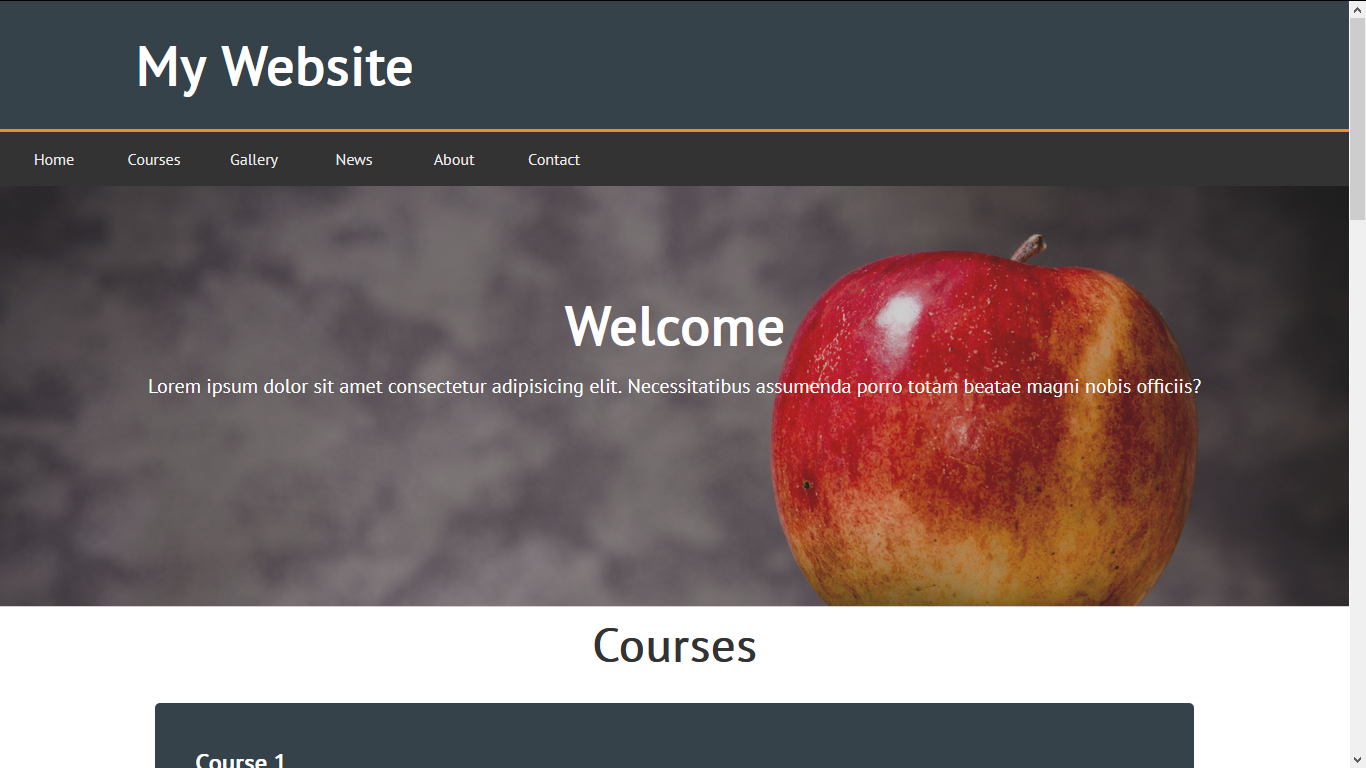 My Website
Home Courses Gallery News About Contact
Welcome
Lorem ipsum dolor sit amet consectetur adipisicing elit. Necessitatibus assumenda porro totam beatae magni nobis officiis?
Courses
Course 1